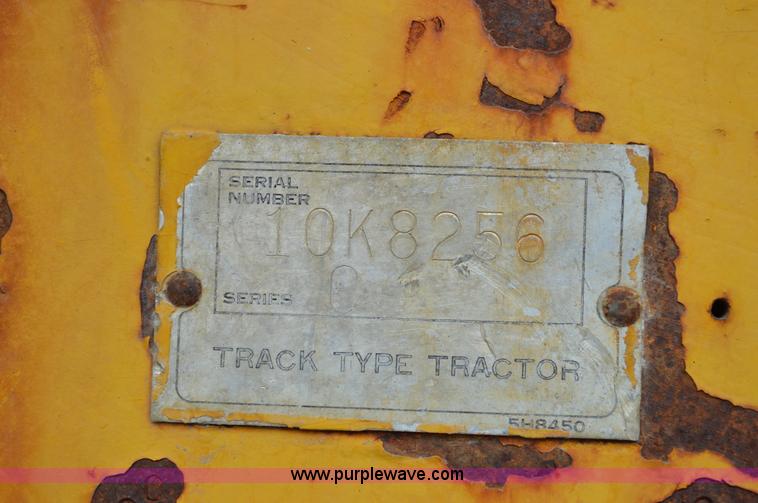 SERIAL
NUMBER
10K8256
SERIES
TRACK TYPE TRACTOR
5H8450
www.purplewave.com